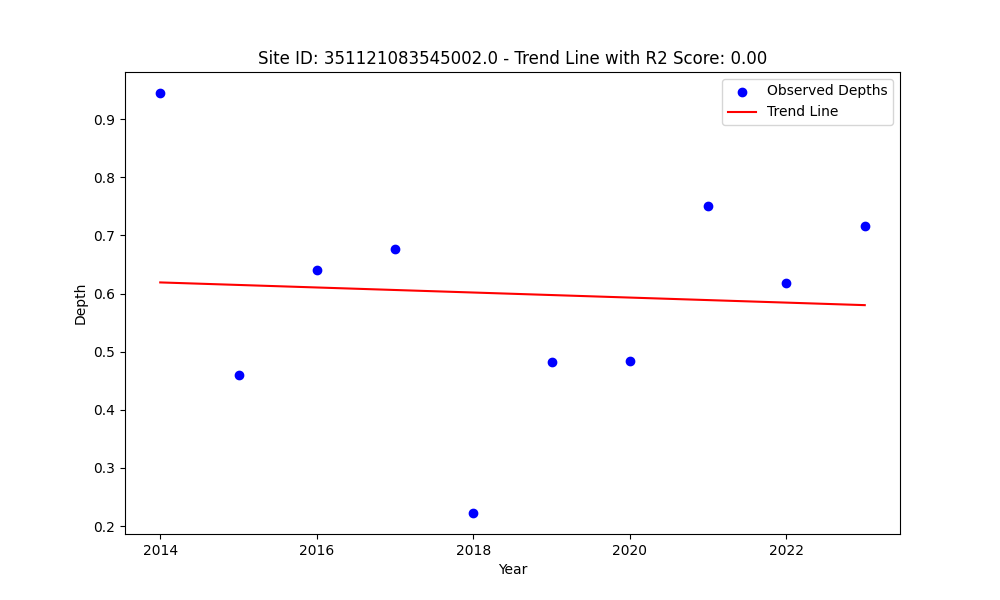 Site ID: 351121083545002.0 - Trend Line with R2 Score: 0.00
Observed Depths
Trend Line
0.9
0.8
0.7
0.6
0.5
0.4
0.3
0.2
Depth
2014
2016
2018
2020
2022
Year